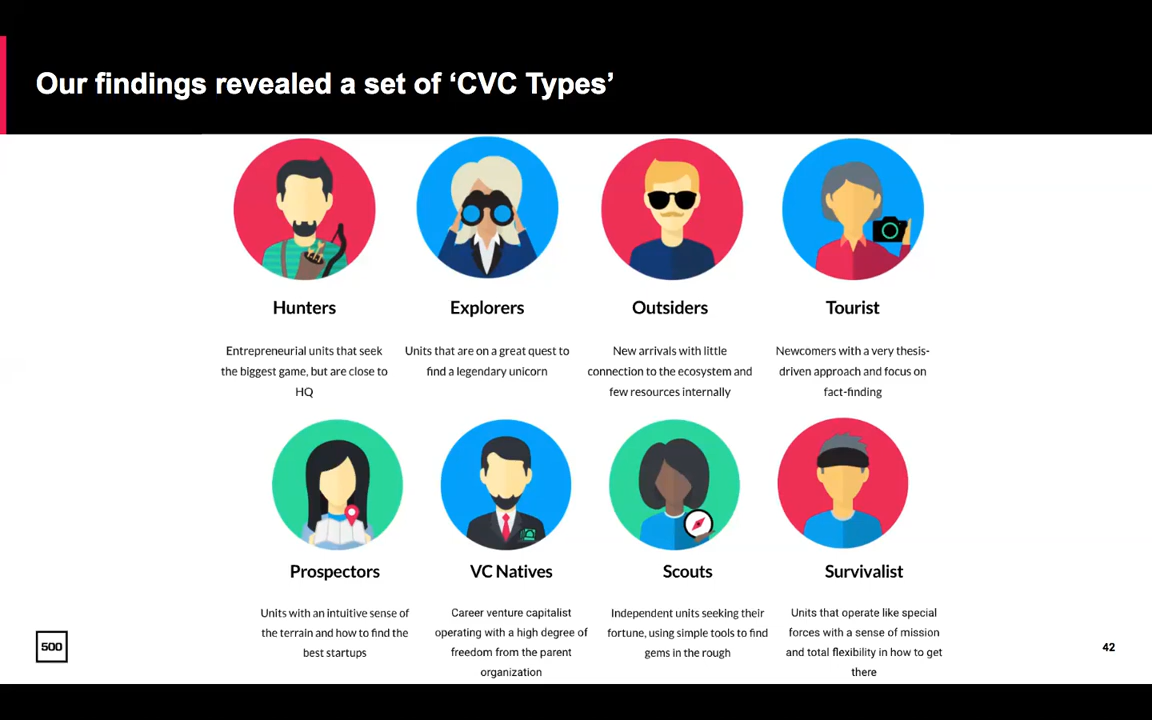 Our findings revealed a set of ‘CVC Types’
Hunters
Entrepreneurial units that seek
the biggest game, but are close to
HQ
Explorers
Units that are on a great quest to
find a legendary unicorn
Outsiders
New arrivals with little
connection to the ecosystem and
few resources internally
Tourist
Newcomers with a very thesis-
driven approach and focus on
fact-finding
Prospectors
Units with an intuitive sense of
the terrain and how to find the
best startups
VC Natives
Career venture capitalist
operating with a high degree of
freedom from the parent
organization
Scouts
Independent units seeking their
fortune, using simple tools to find
gems in the rough
Survivalist
Units that operate like special
forces with a sense of mission
and total flexibility in how to get
there
500
42